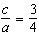 c/a = 3/4